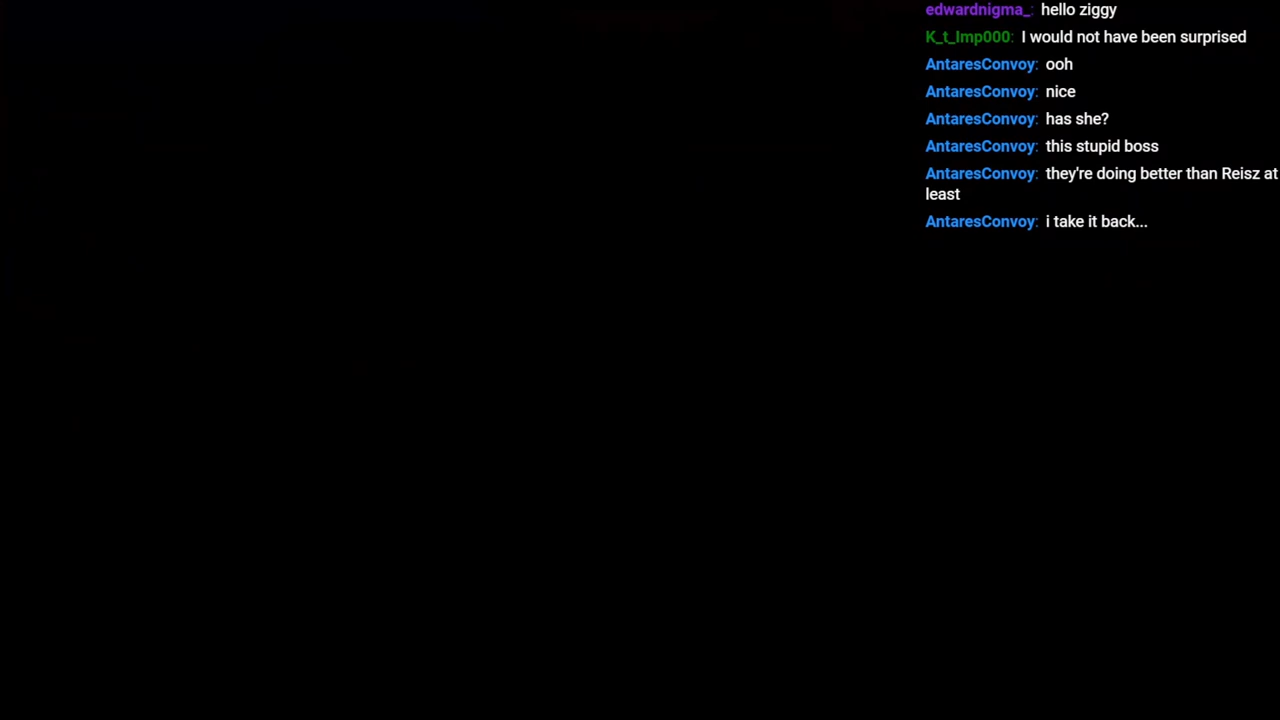 edwardnigma_: hello ziggy
K_t_Imp000: I would not have been surprised
AntaresConvoy: ooh
AntaresConvoy: nice
AntaresConvoy: has she?
AntaresConvoy: this stupid boss
AntaresConvoy: they're doing better than Reisz at
least
AntaresConvoy: i take it back...